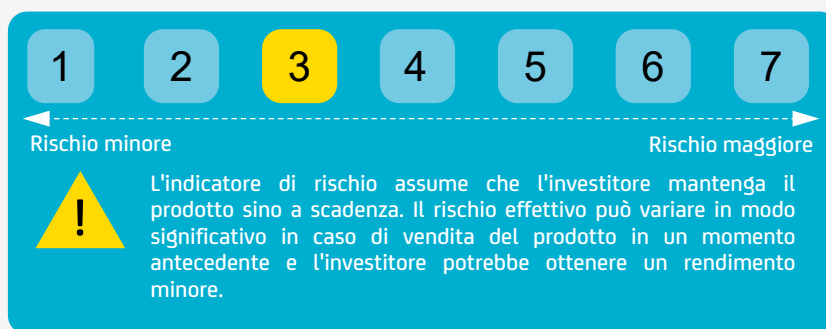 1 2 3 4 5 6 7
Rischio minore Rischio maggiore
!
L'indicatore di rischio assume che l'investitore mantenga il
prodotto sino a scadenza. Il rischio effettivo può variare in modo
significativo in caso di vendita del prodotto in un momento
antecedente e l'investitore potrebbe ottenere un rendimento
minore.